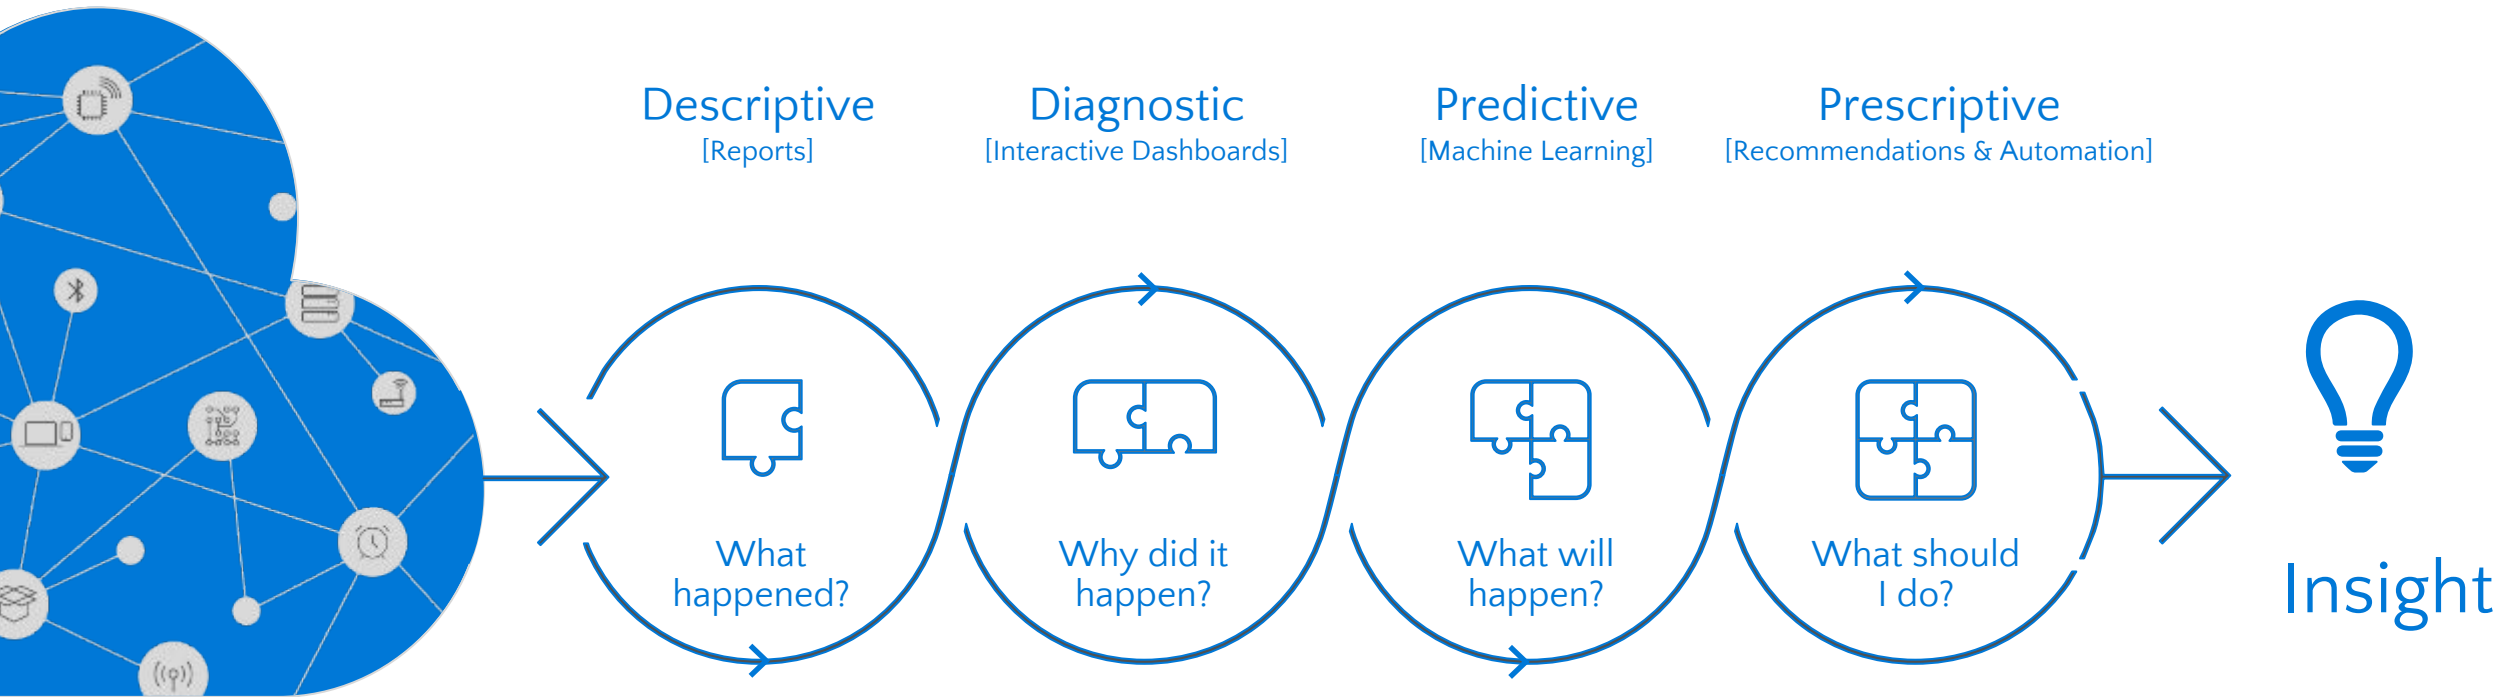 Descriptive
[Reports]
Diagnostic
[Interactive Dashboards]
Predictive
[Machine Learning]
Prescriptive
[Recommendations & Automation]
What
happened?
Why did it
happen?
What will
happen?
What should
I do?
Insight